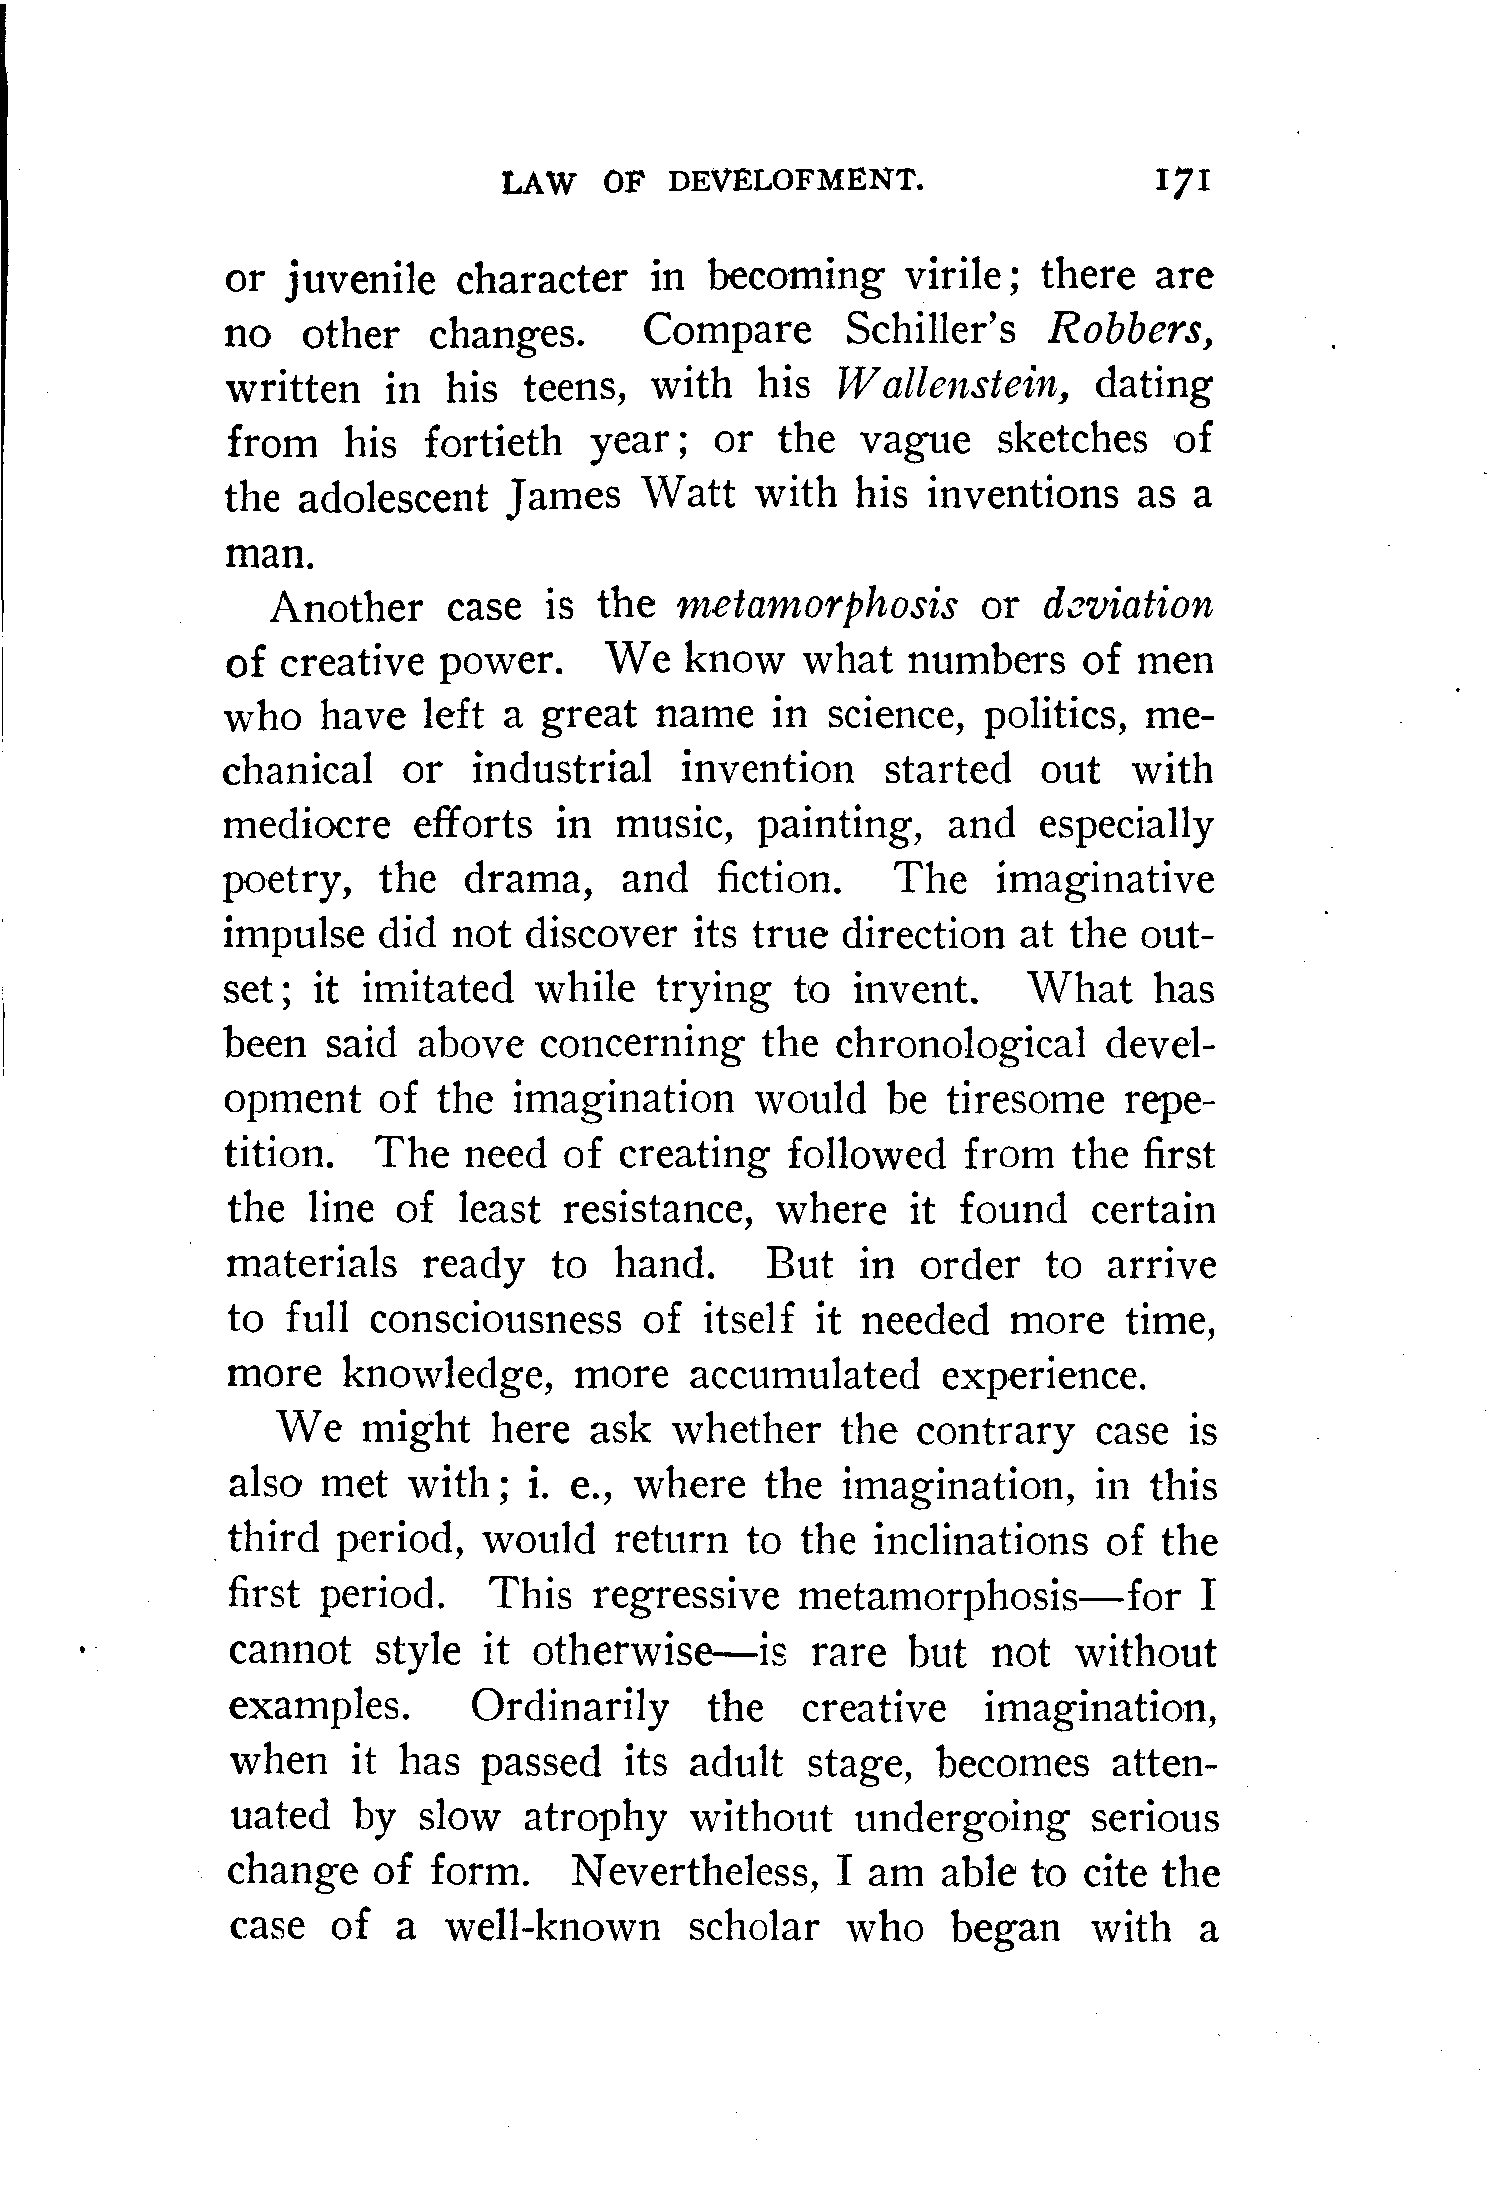 LAW OF DEVELOFMENT. 171
or juvenile character in becoming virile; there are
no other changes. Compare Schiller's Robbers,
written in his teens, with his Wallenstein, dating
from his fortieth year; or the vague sketches of
the adolescent James Watt with his inventions as a
man.
Another case is the metamorphosis or deviation
of creative power. We know what numbers of men
who have left a great name in science, politics, me-
chanical or industrial invention started out with
mediocre efforts in music, painting, and especially
poetry, the drama, and fiction. The imaginative
impulse did not discover its true direction at the out-
set; it imitated while trying to invent. What has
been said above concerning the chronological devel-
opment of the imagination would be tiresome repe-
tition. The need of creating followed from the first
the line of least resistance, where it found certain
materials ready to hand. But in order to arrive
to full consciousness of itself it needed more time,
more knowledge, more accumulated experience.
We might here ask whether the contrary case is
also met with; i. e., where the imagination, in this
third period, would return to the inclinations of the
first period. This regressive metamorphosis—for I
cannot style it otherwise—is rare but not without
examples. Ordinarily the creative imagination,
when it has passed its adult stage, becomes atten-
uated by slow atrophy without undergoing serious
change of form. Nevertheless, I am able to cite the
case of a well-known scholar who began with a